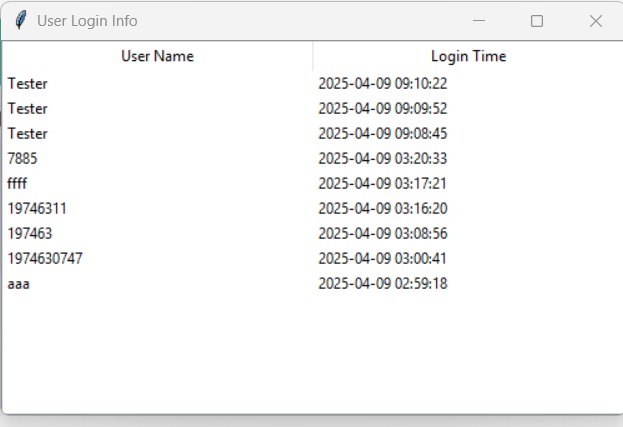 User Login Info
User Name Login Time
Tester 2025-04-09 09:10:22
Tester 2025-04-09 09:09:52
Tester 2025-04-09 09:08:45
7885 2025-04-09 03:20:33
ffff 2025-04-09 03:17:21
19746311 2025-04-09 03:16:20
197463 2025-04-09 03:08:56
1974630747 2025-04-09 03:00:41
aaa 2025-04-09 02:59:18